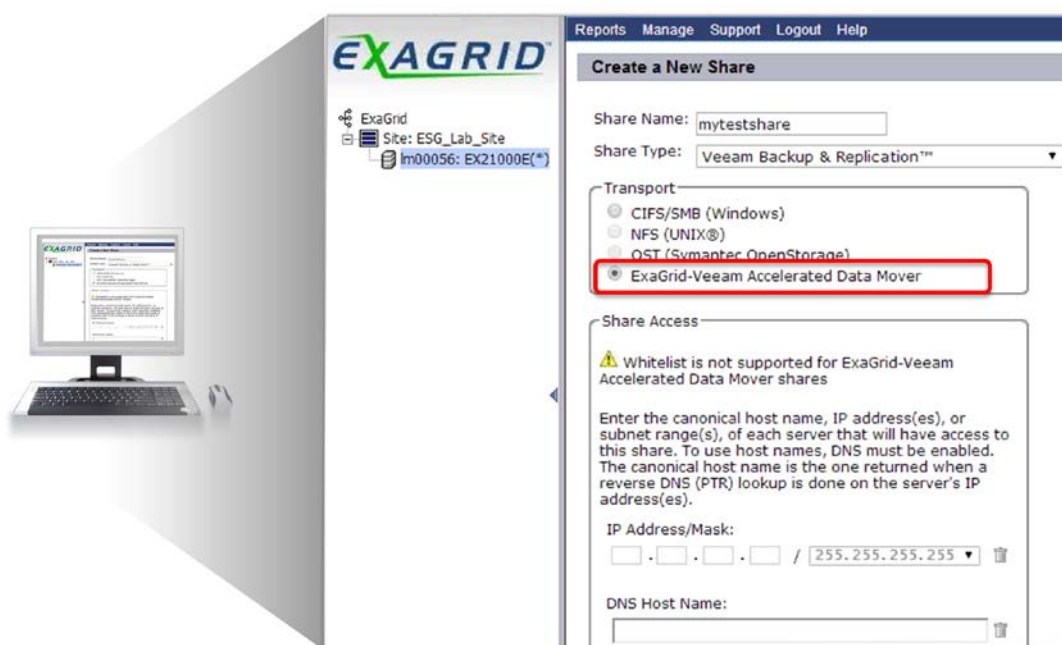 EXAGRID™
ExaGrid
Site: ESG_Lab_Site
lm00056: EX21000E(*)
Reports Manage Support Logout Help
Create a New Share
Share Name: mytestshare
Share Type: Veeam Backup & Replication™
Transport
CIFS/SMB (Windows)
NFS (UNIX®)
OST (Symantec OpenStorage)
ExaGrid-Veeam Accelerated Data Mover
Share Access
Whitelist is not supported for ExaGrid-Veeam
Accelerated Data Mover shares
Enter the canonical host name, IP address(es), or
subnet range(s), of each server that will have access to
this share. To use host names, DNS must be enabled.
The canonical host name is the one returned when a
reverse DNS (PTR) lookup is done on the server's IP
address(es).
IP Address/Mask:
. . . / 255.255.255.255
DNS Host Name: